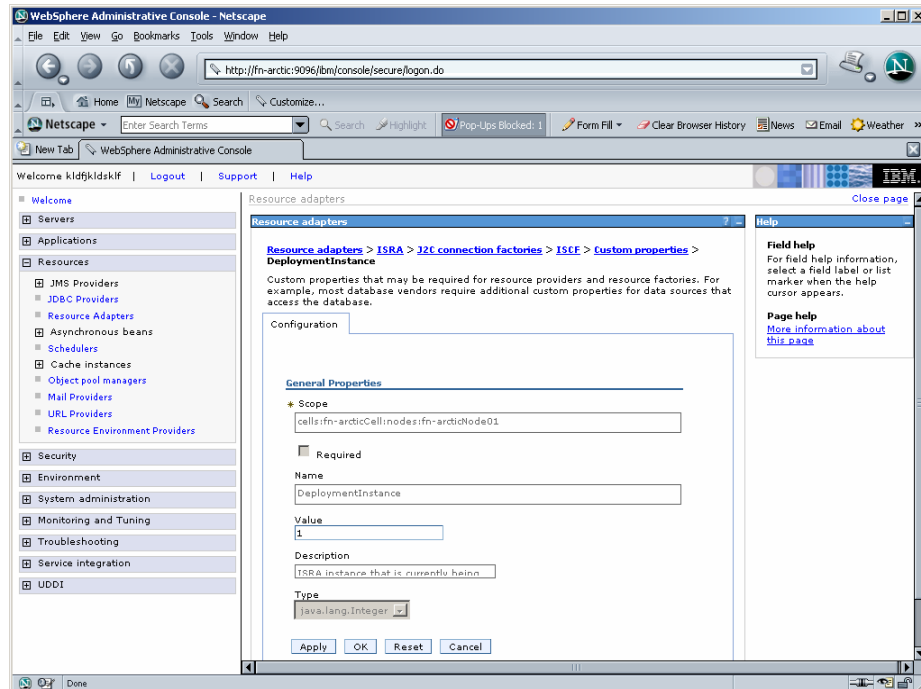 WebSphere Administrative Console - Netscape
File Edit View Go Bookmarks Tools Window Help
http://fn-arctic:9096/ibm/console/secure/logon.do
Home My Netscape Search Customize...
Netscape Enter Search Terms Search Highlight Pop-Ups Blocked: 1 Form Fill Clear Browser History News Email Weather
New Tab WebSphere Administrative Console
Welcome kldfjkldsklf | Logout | Support | Help IBM.
Welcome
Servers
Applications
Resources
JMS Providers
JDBC Providers
Resource Adapters
Asynchronous beans
Schedulers
Cache instances
Object pool managers
Mail Providers
URL Providers
Resource Environment Providers
Security
Environment
System administration
Monitoring and Tuning
Troubleshooting
Service integration
UDDI
Resource adapters Close page
Resource adapters ? –
Resource adapters > ISRA > J2C connection factories > ISCF > Custom properties >
DeploymentInstance
Custom properties that may be required for resource providers and resource factories. For
example, most database vendors require additional custom properties for data sources that
access the database.
Configuration
General Properties
Scope
cells:fn-arcticCell:nodes:fn-arcticNode01
Required
Name
DeploymentInstance
Value
1
Description
ISRA instance that is currently being
Type
java.lang.Integer
Apply OK Reset Cancel
Help
Field help
For field help information,
select a field label or list
marker when the help
cursor appears.
Page help
More information about
this page
Done